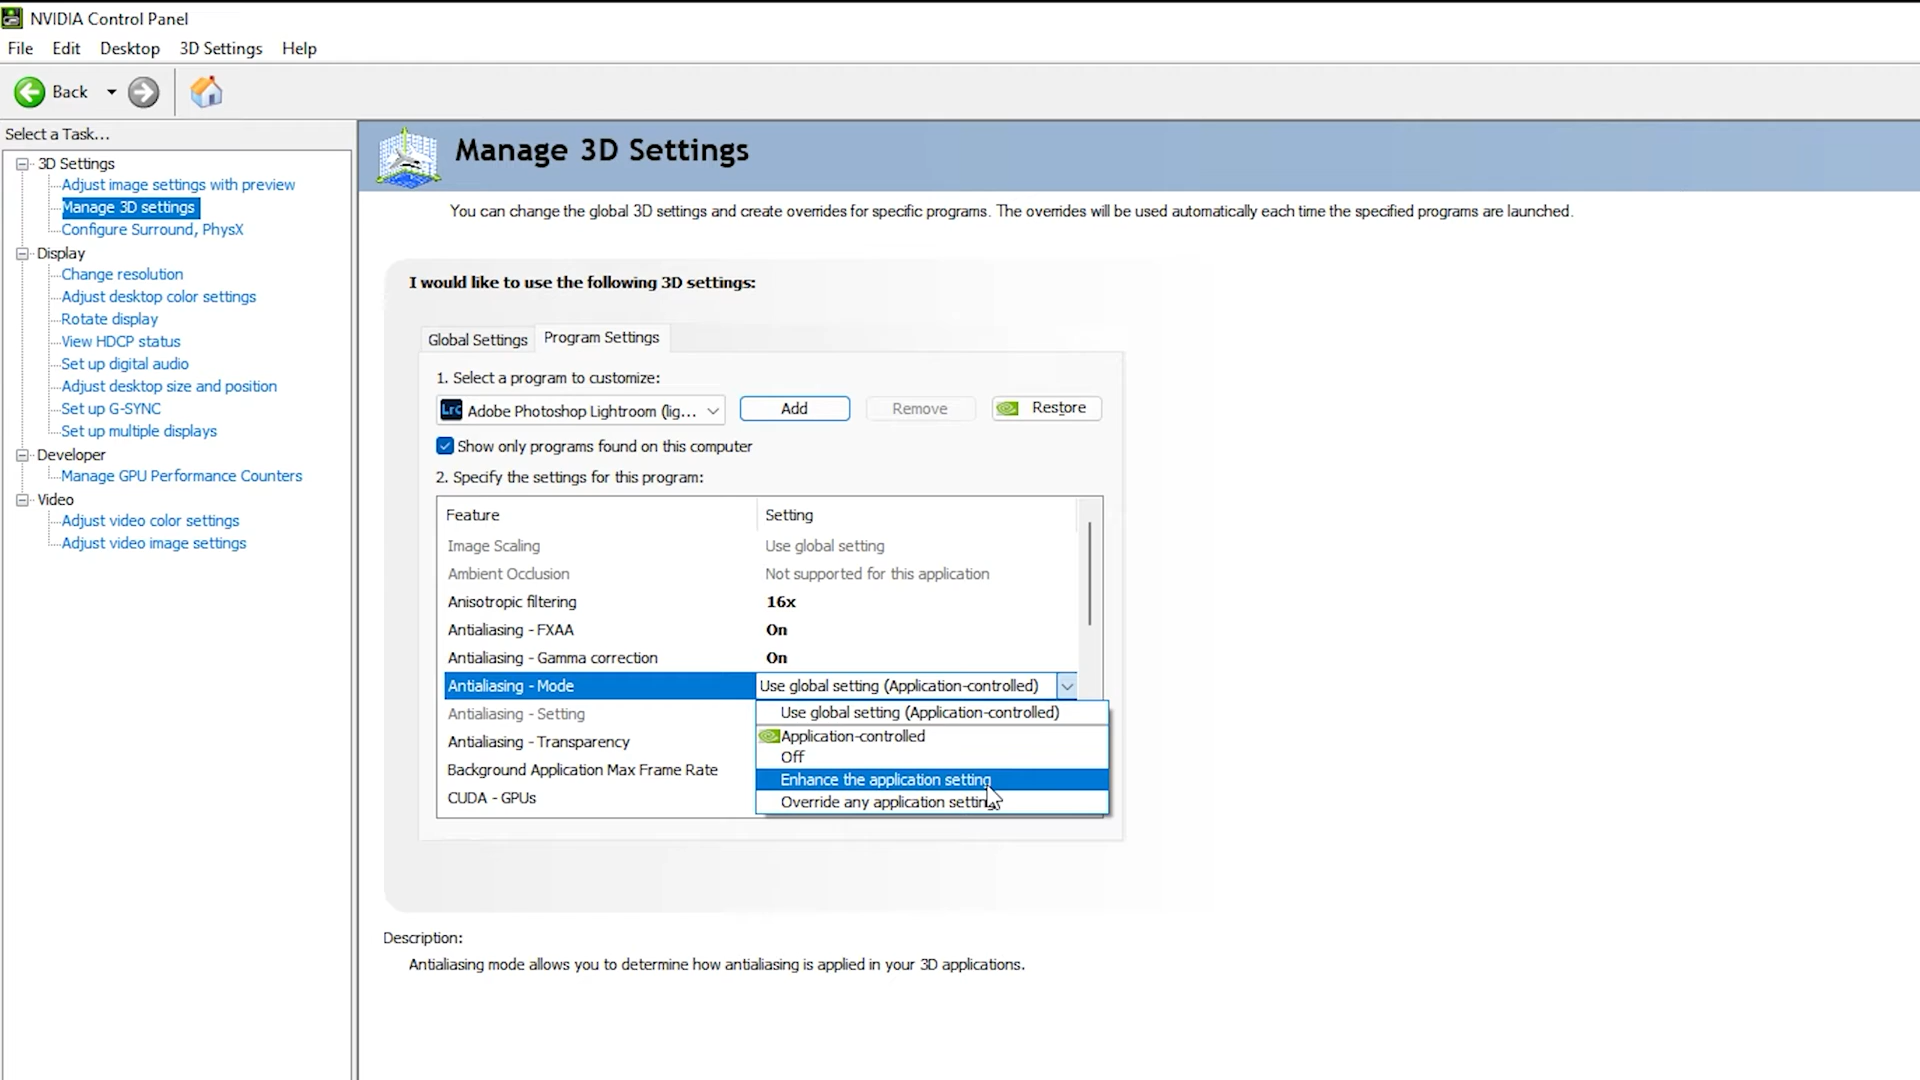 NVIDIA Control Panel
File Edit Desktop 3D Settings Help
Back
Select a Task...
3D Settings
Adjust image settings with preview
Manage 3D settings
Configure Surround, PhysX
Display
Change resolution
Adjust desktop color settings
Rotate display
View HDCP status
Set up digital audio
Adjust desktop size and position
Set up G-SYNC
Set up multiple displays
Developer
Manage GPU Performance Counters
Video
Adjust video color settings
Adjust video image settings
Manage 3D Settings
You can change the global 3D settings and create overrides for specific programs. The overrides will be used automatically each time the specified programs are launched.
I would like to use the following 3D settings:
Global Settings Program Settings
1. Select a program to customize:
Lrc Adobe Photoshop Lightroom (lig... Add Remove Restore
Show only programs found on this computer
2. Specify the settings for this program:
Feature Setting
Image Scaling Use global setting
Ambient Occlusion Not supported for this application
Anisotropic filtering 16x
Antialiasing - FXAA On
Antialiasing - Gamma correction On
Antialiasing - Mode Use global setting (Application-controlled)
Antialiasing - Setting
Antialiasing - Transparency
Background Application Max Frame Rate
CUDA - GPUs
Use global setting (Application-controlled)
Application-controlled
Off
Enhance the application setting
Override any application setting
Description:
Antialiasing mode allows you to determine how antialiasing is applied in your 3D applications.